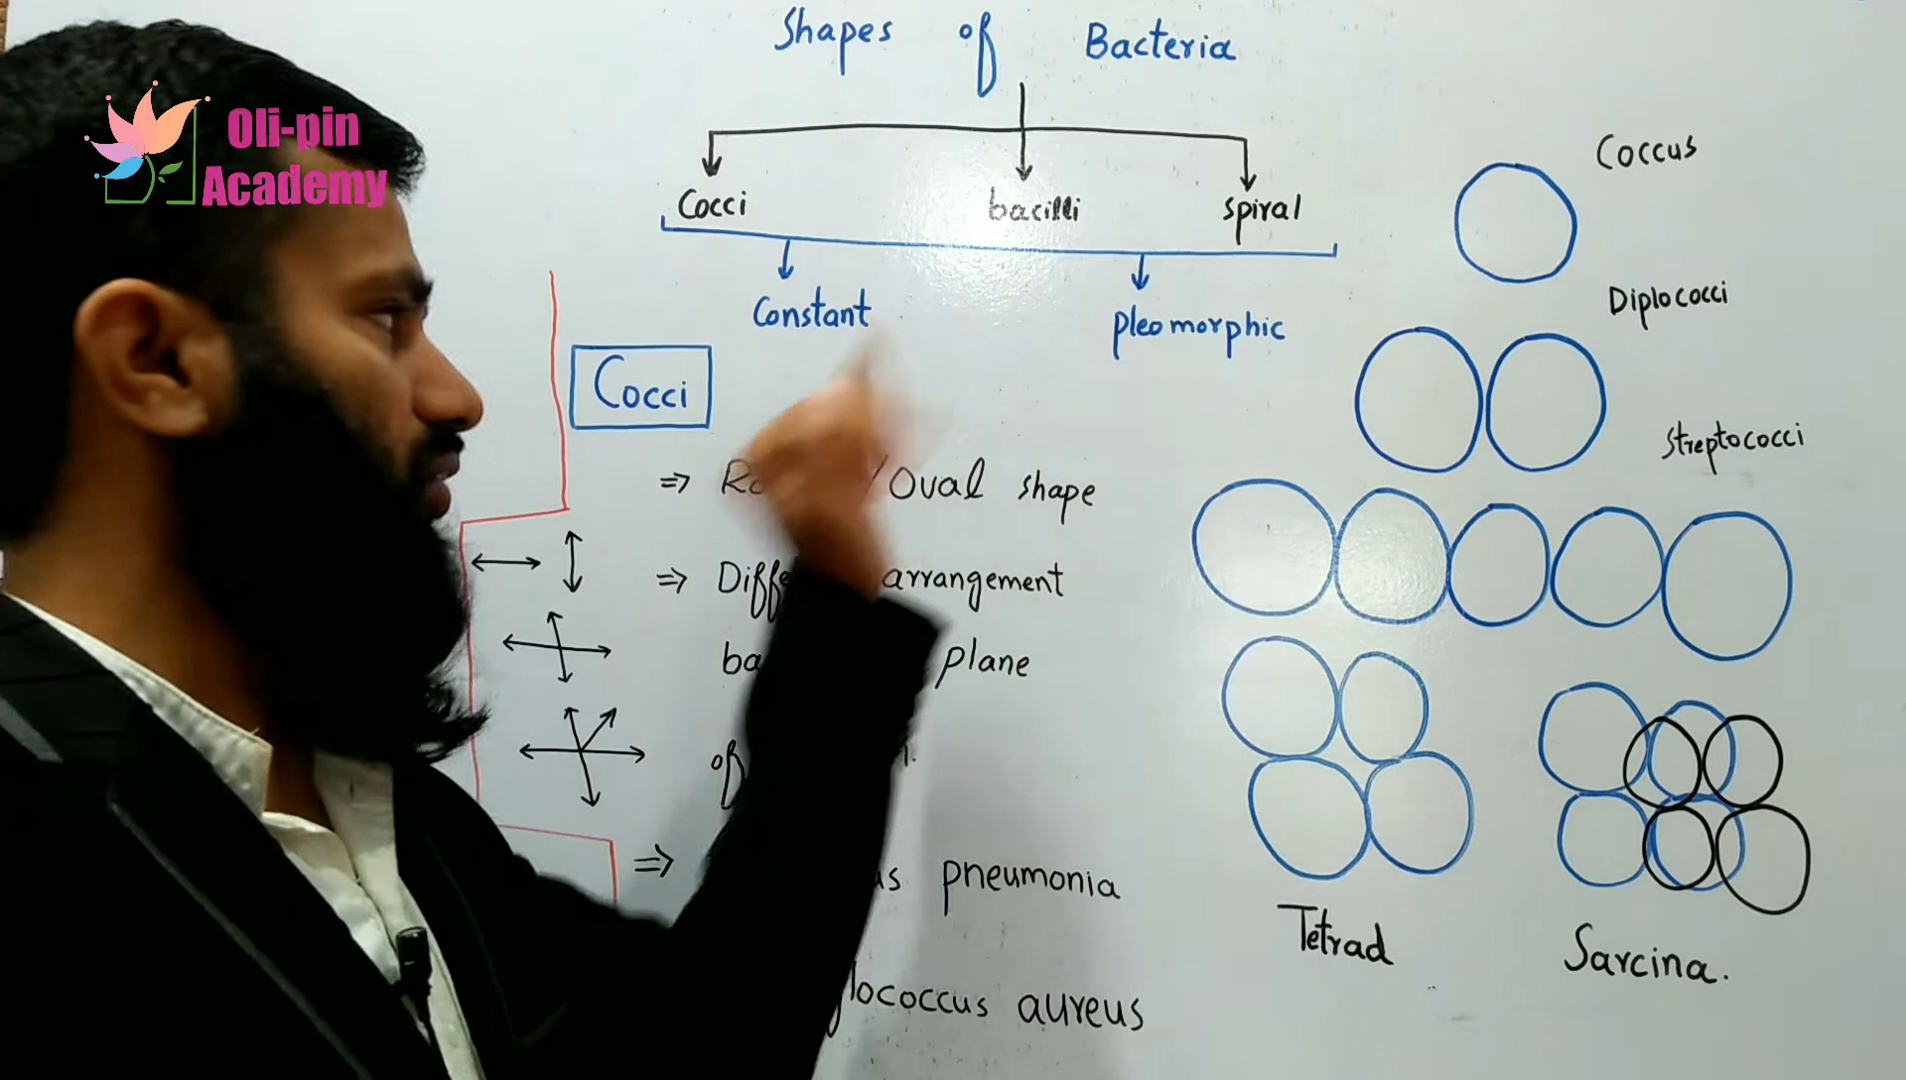 Oli-pin
Academy
Shapes of Bacteria
Cocci bacilli spiral
Constant pleomorphic
Cocci
⇒ /Oval shape
⇒ arrangement
plane
of
⇒ pneumonia
aureus
Coccus
Diplococci
Streptococci
Tetrad
Sarcina.